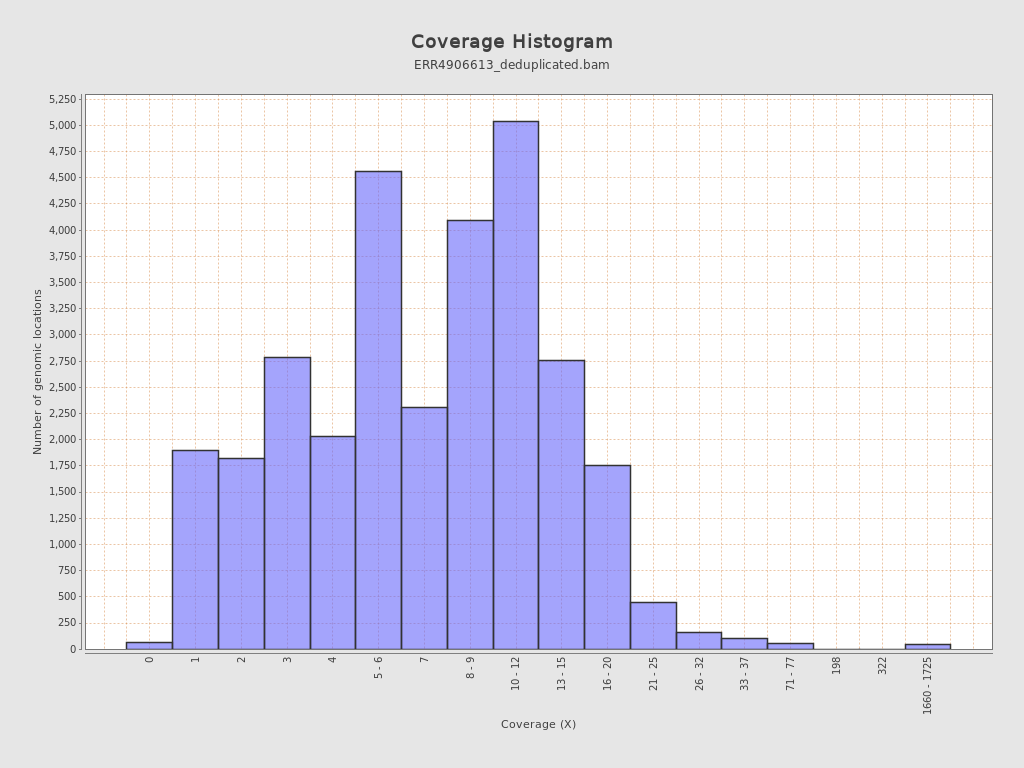 Coverage Histogram
ERR4906613_deduplicated.bam
Number of genomic locations
5,250
5,000
4,750
4,500
4,250
4,000
3,750
3,500
3,250
3,000
2,750
2,500
2,250
2,000
1,750
1,500
1,250
1,000
750
500
250
0
0
1
2
3
4
5 - 6
7
8 - 9
10 - 12
13 - 15
16 - 20
21 - 25
26 - 32
33 - 37
71 - 77
198
322
1660 - 1725
Coverage (X)